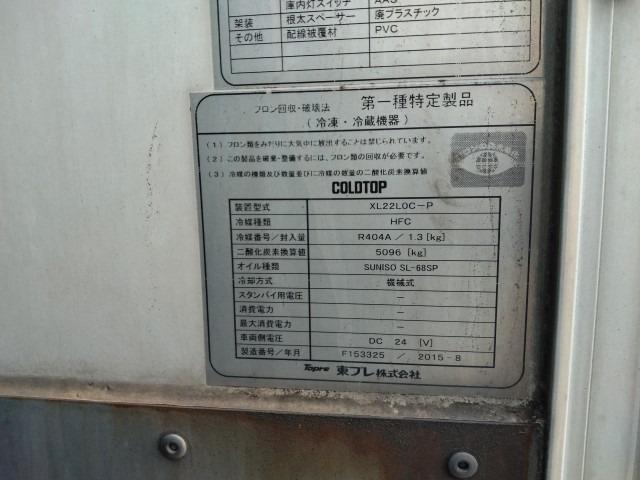 庫内灯スイッチ AAS
架装 根太スペーサー 廃プラスチック
その他 配線被覆材 PVC
フロン回収・破壊法 第一種特定製品
(冷凍・冷蔵機器)
(1) フロン類をみだりに大気中に放出することは禁じられています。
(2) この製品を廃棄・整備するには、フロン類の回収が必要です。
(3) 冷媒の種類及び数量並びに冷媒の数量の二酸化炭素換算値
COLDTOP
装置型式 XL22LOC-P
冷媒種類 HFC
冷媒番号/封入量 R404A / 1.3 [kg]
二酸化炭素換算値 5096 [kg]
オイル種類 SUNISO SL-68SP
冷却方式 機械式
スタンバイ用電圧 −
消費電力 −
最大消費電力 −
車両側電圧 DC 24 [V]
製造番号/年月 F153325 / 2015-8
Topre 東プレ株式会社